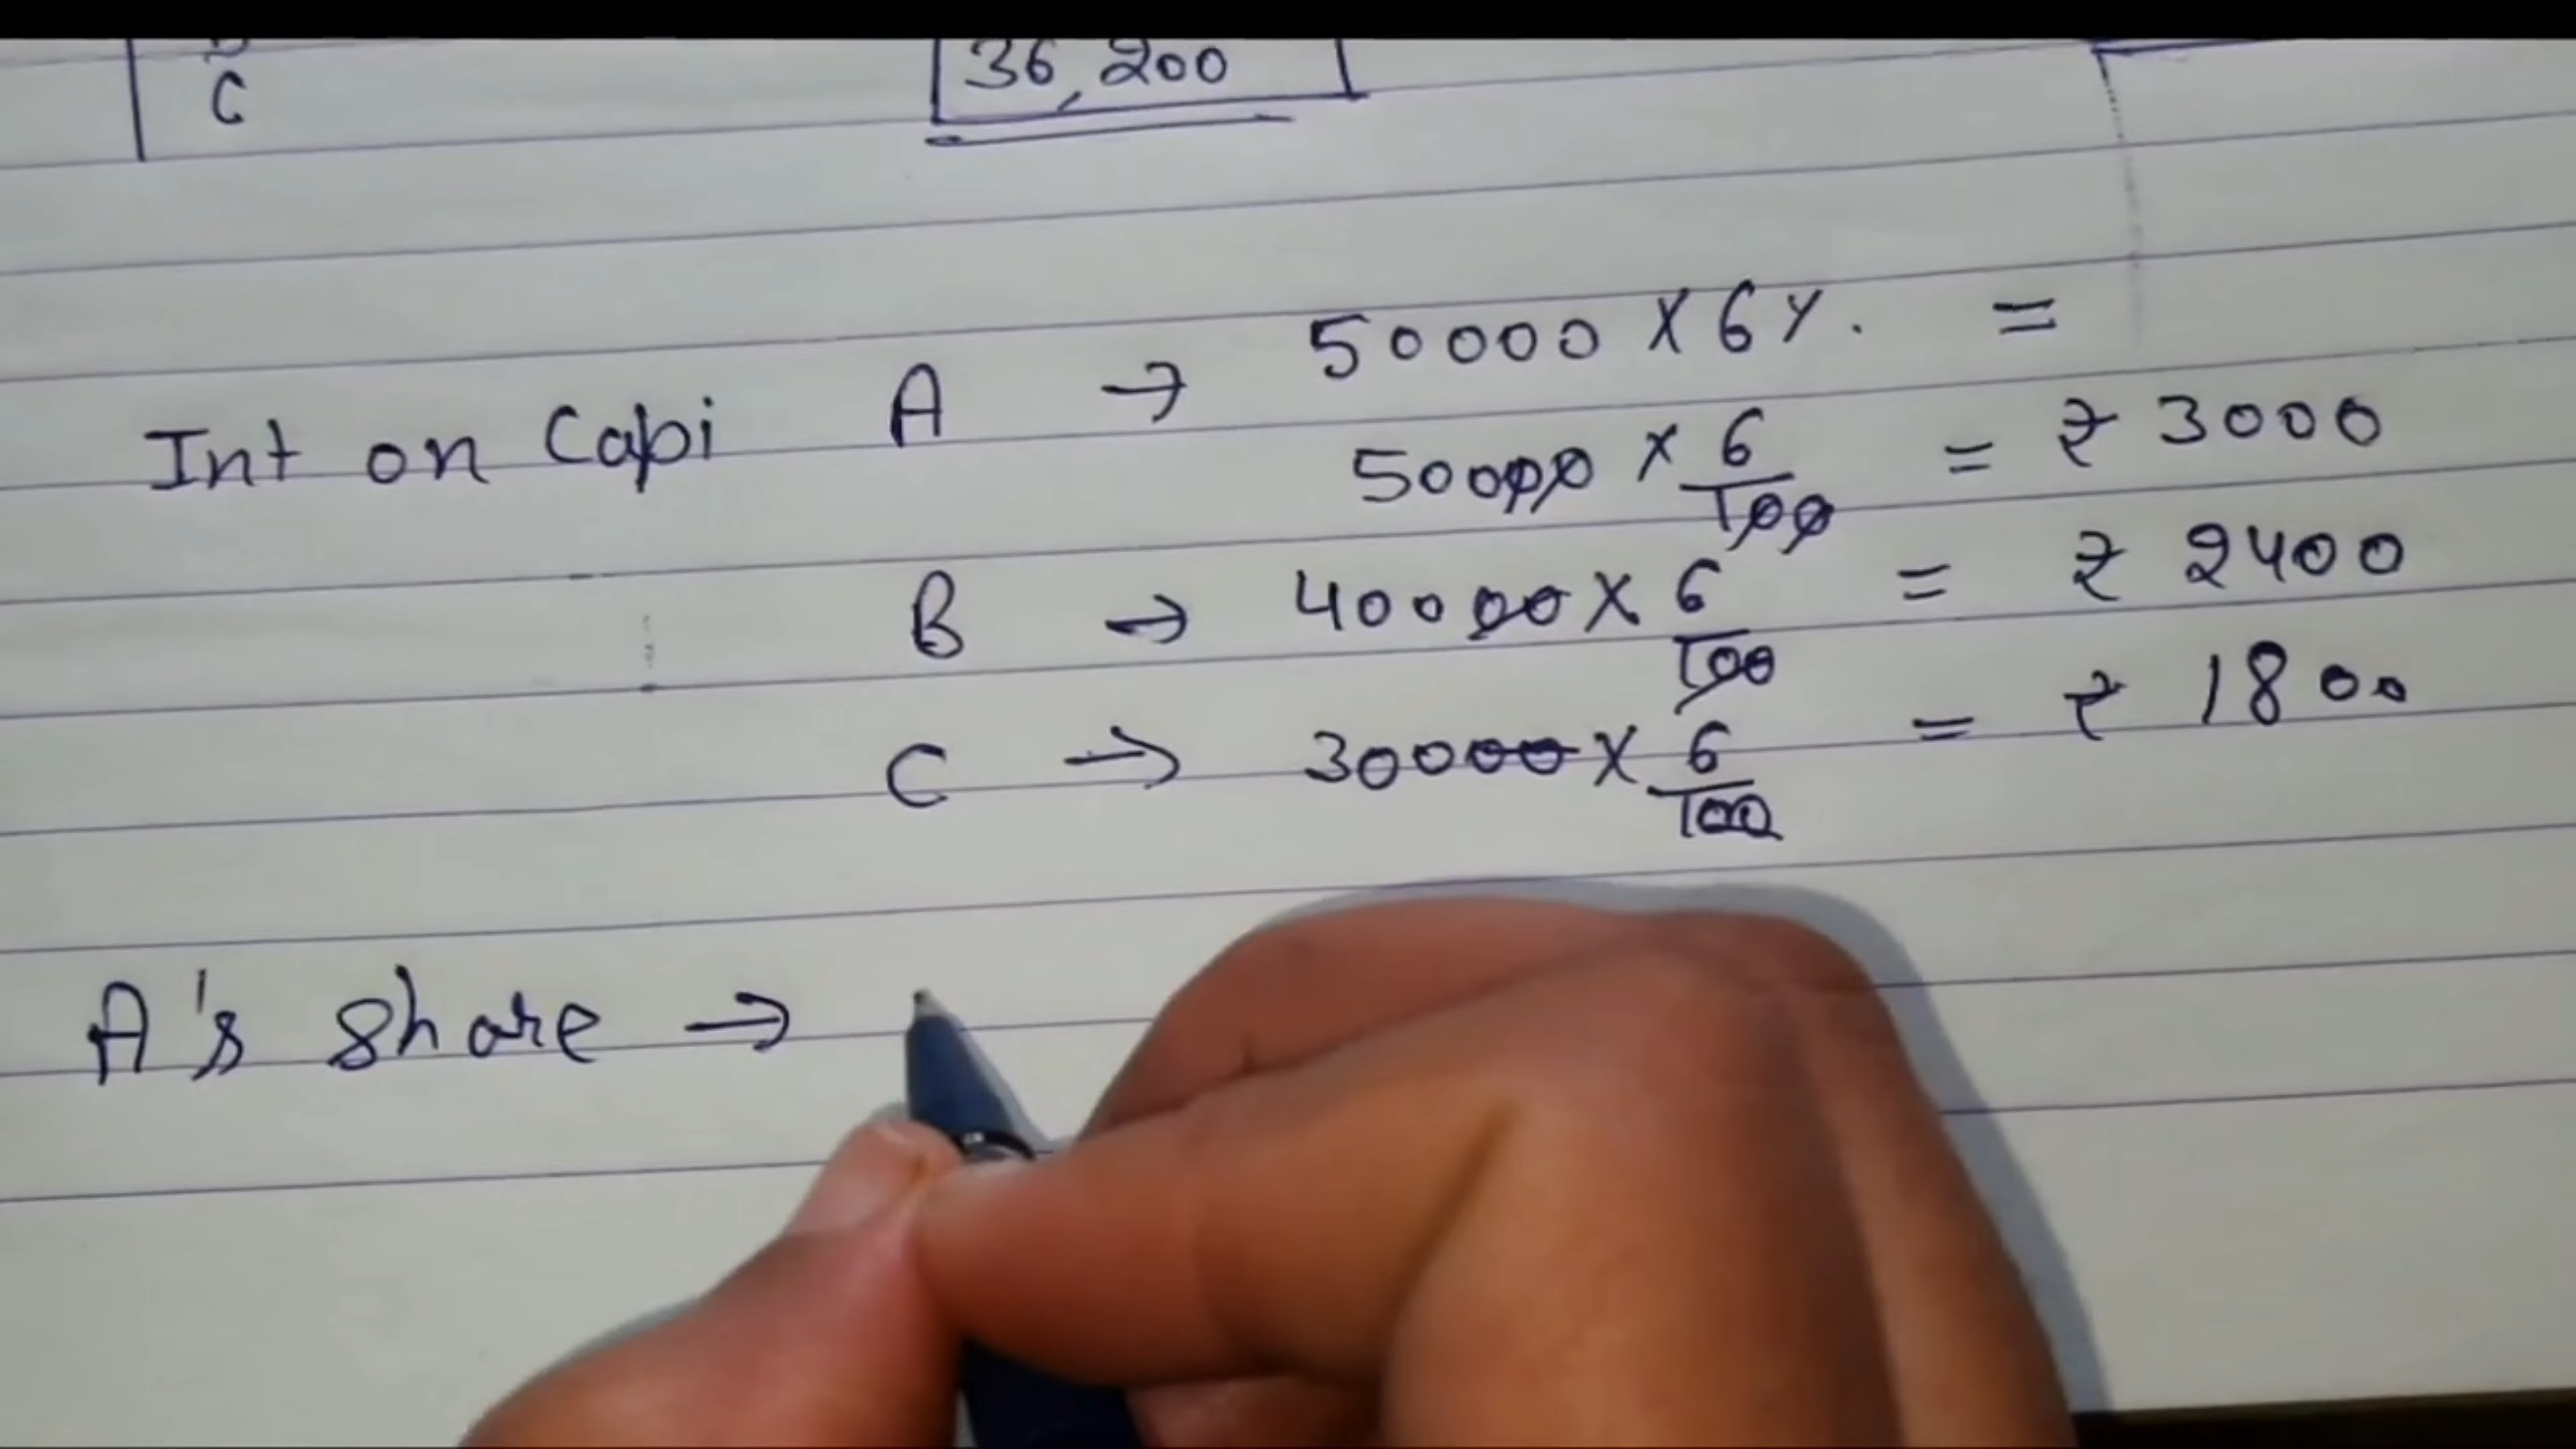 C 36,200
50000 X 6%. =
Int on Capi A → 50000 × 6/100 = ₹ 3000
B → 40000 X 6/100 = ₹ 2400
C → 30000 X 6/100 = ₹ 1800
A's share →